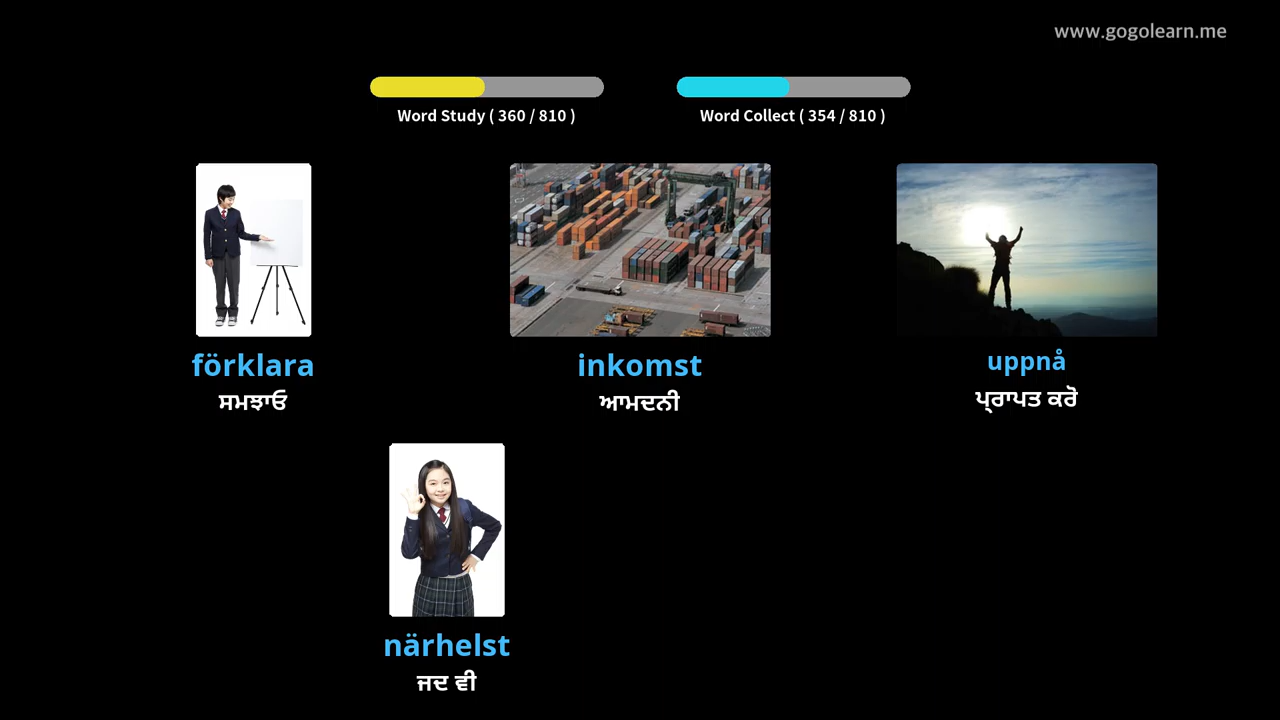 www.gogolearn.me
Word Study ( 360 / 810 )
Word Collect ( 354 / 810 )
förklara
ਸਮਝਾਓ
inkomst
ਆਮਦਨੀ
uppnå
ਪ੍ਰਾਪਤ ਕਰੋ
närhelst
ਜਦ ਵੀ